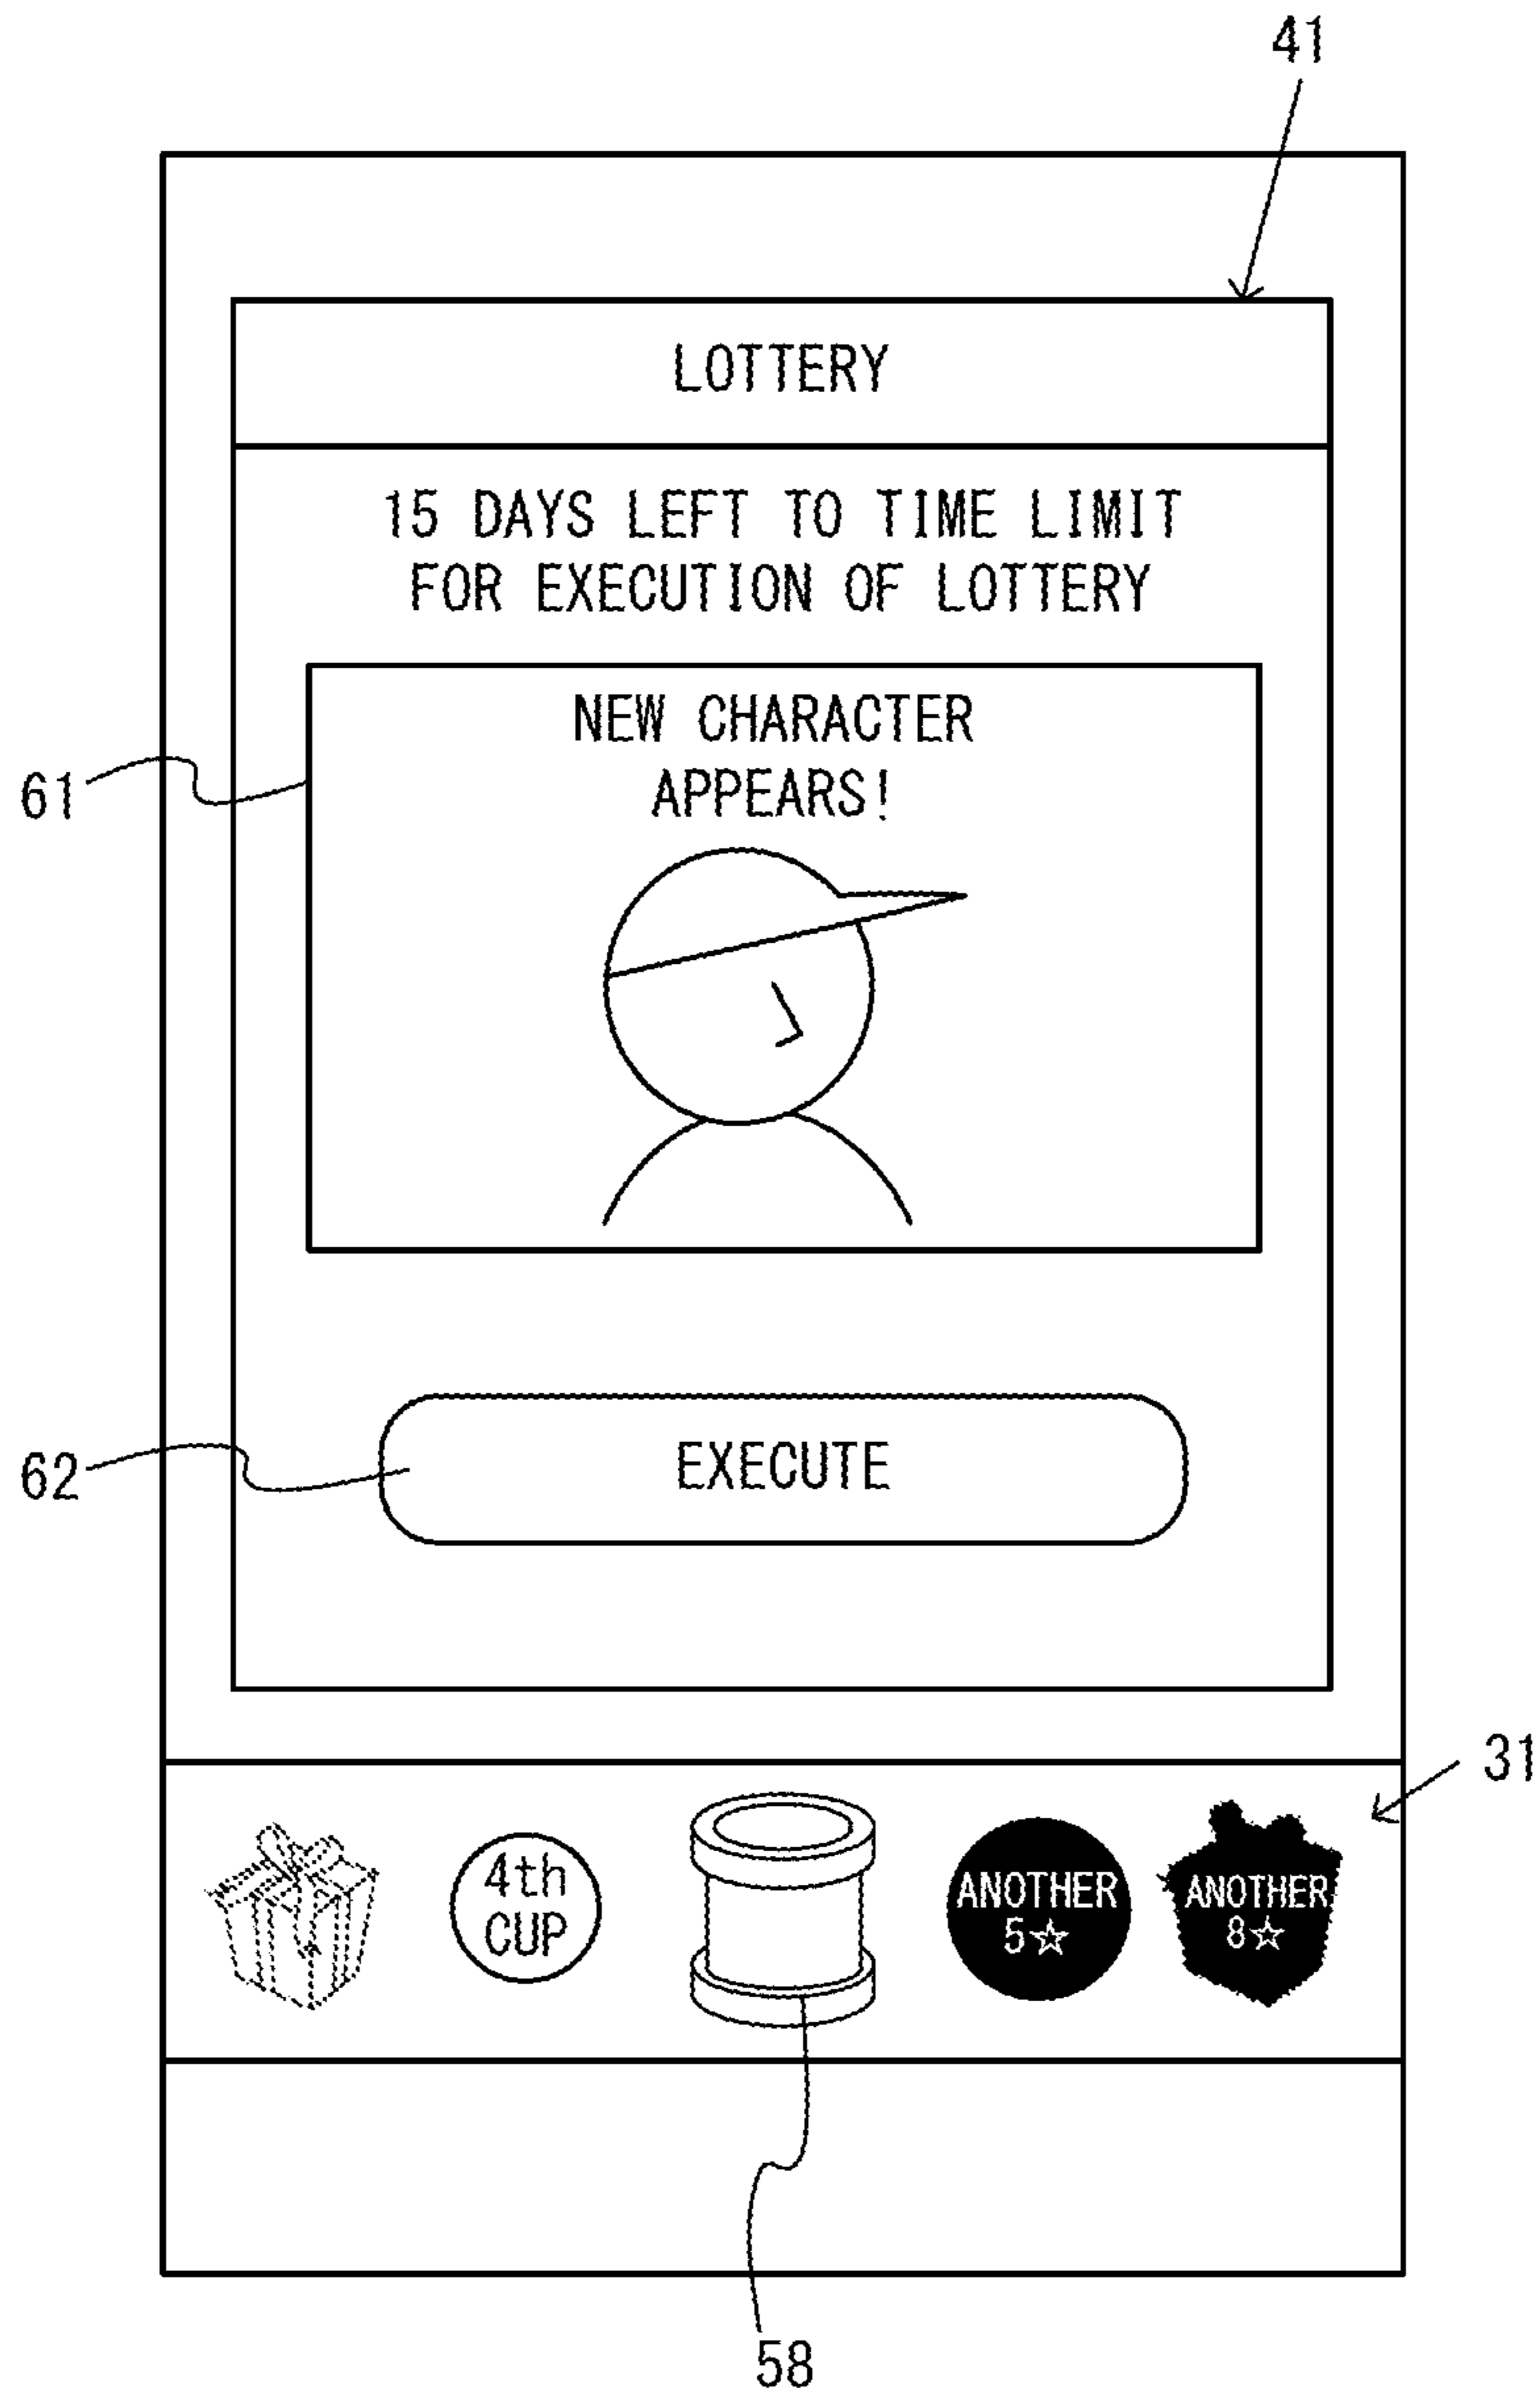 41
LOTTERY
15 DAYS LEFT TO TIME LIMIT
FOR EXECUTION OF LOTTERY
NEW CHARACTER
APPEARS!
61
EXECUTE
62
31
4th
CUP
ANOTHER
5☆
ANOTHER
8☆
58